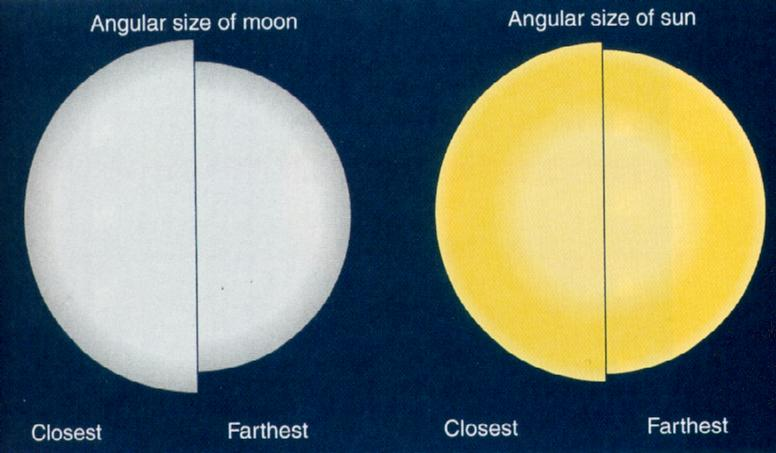 Angular size of moon
Angular size of sun
Closest
Farthest
Closest
Farthest